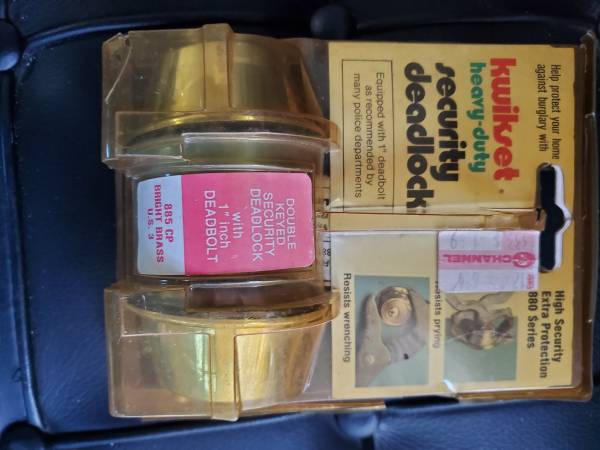 Help protect your home
against burglary with
kwikset®
heavy-duty
security
deadlock
Equipped with 1" deadbolt
as recommended by
many police departments
DOUBLE
KEYED
SECURITY
DEADLOCK
with
1" inch
DEADBOLT
885 CP
BRIGHT BRASS
U.S. 3
CHANNEL
High Security
Extra Protection
880 Series
Resists prying
Resists wrenching